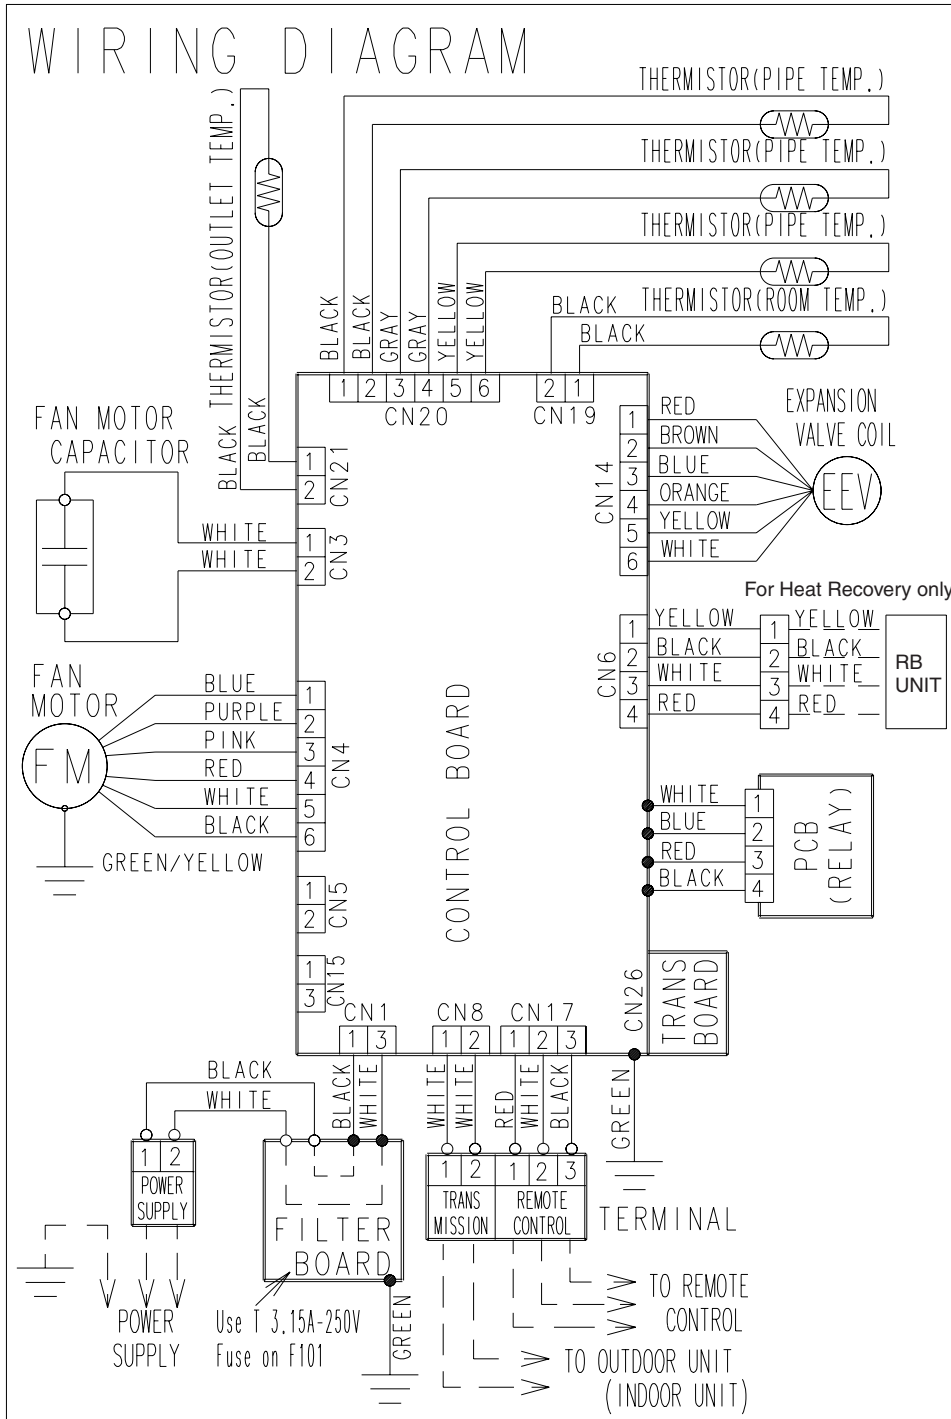 WIRING DIAGRAM
THERMISTOR(PIPE TEMP.)
THERMISTOR(PIPE TEMP.)
THERMISTOR(PIPE TEMP.)
THERMISTOR(ROOM TEMP.)
BLACK
BLACK
THERMISTOR(OUTLET TEMP.)
BLACK
BLACK
BLACK
BLACK
GRAY
GRAY
YELLOW
YELLOW
1 2 3 4 5 6
CN20
2 1
CN19
FAN MOTOR
CAPACITOR
1
2
CN21
WHITE
WHITE
1
2
CN3
RED
BROWN
BLUE
ORANGE
YELLOW
WHITE
1
2
3
4
5
6
CN14
EXPANSION
VALVE COIL
EEV
For Heat Recovery only
YELLOW
BLACK
WHITE
RED
1
2
3
4
CN6
1
2
3
4
YELLOW
BLACK
WHITE
RED
RB
UNIT
FAN
MOTOR
FM
BLUE
PURPLE
PINK
RED
WHITE
BLACK
GREEN/YELLOW
1
2
3
4
5
6
CN4
CONTROL BOARD
WHITE
BLUE
RED
BLACK
1
2
3
4
PCB
(RELAY)
1
2
CN5
1
3
CN15
CN26
TRANS
BOARD
CN1
1 3
CN8
1 2
CN17
1 2 3
BLACK
WHITE
BLACK
WHITE
WHITE
WHITE
RED
WHITE
BLACK
GREEN
1 2
POWER
SUPPLY
FILTER
BOARD
1 2 1 2 3
TRANS
MISSION
REMOTE
CONTROL
TERMINAL
POWER
SUPPLY
Use T 3.15A-250V
Fuse on F101
GREEN
TO REMOTE
CONTROL
TO OUTDOOR UNIT
(INDOOR UNIT)